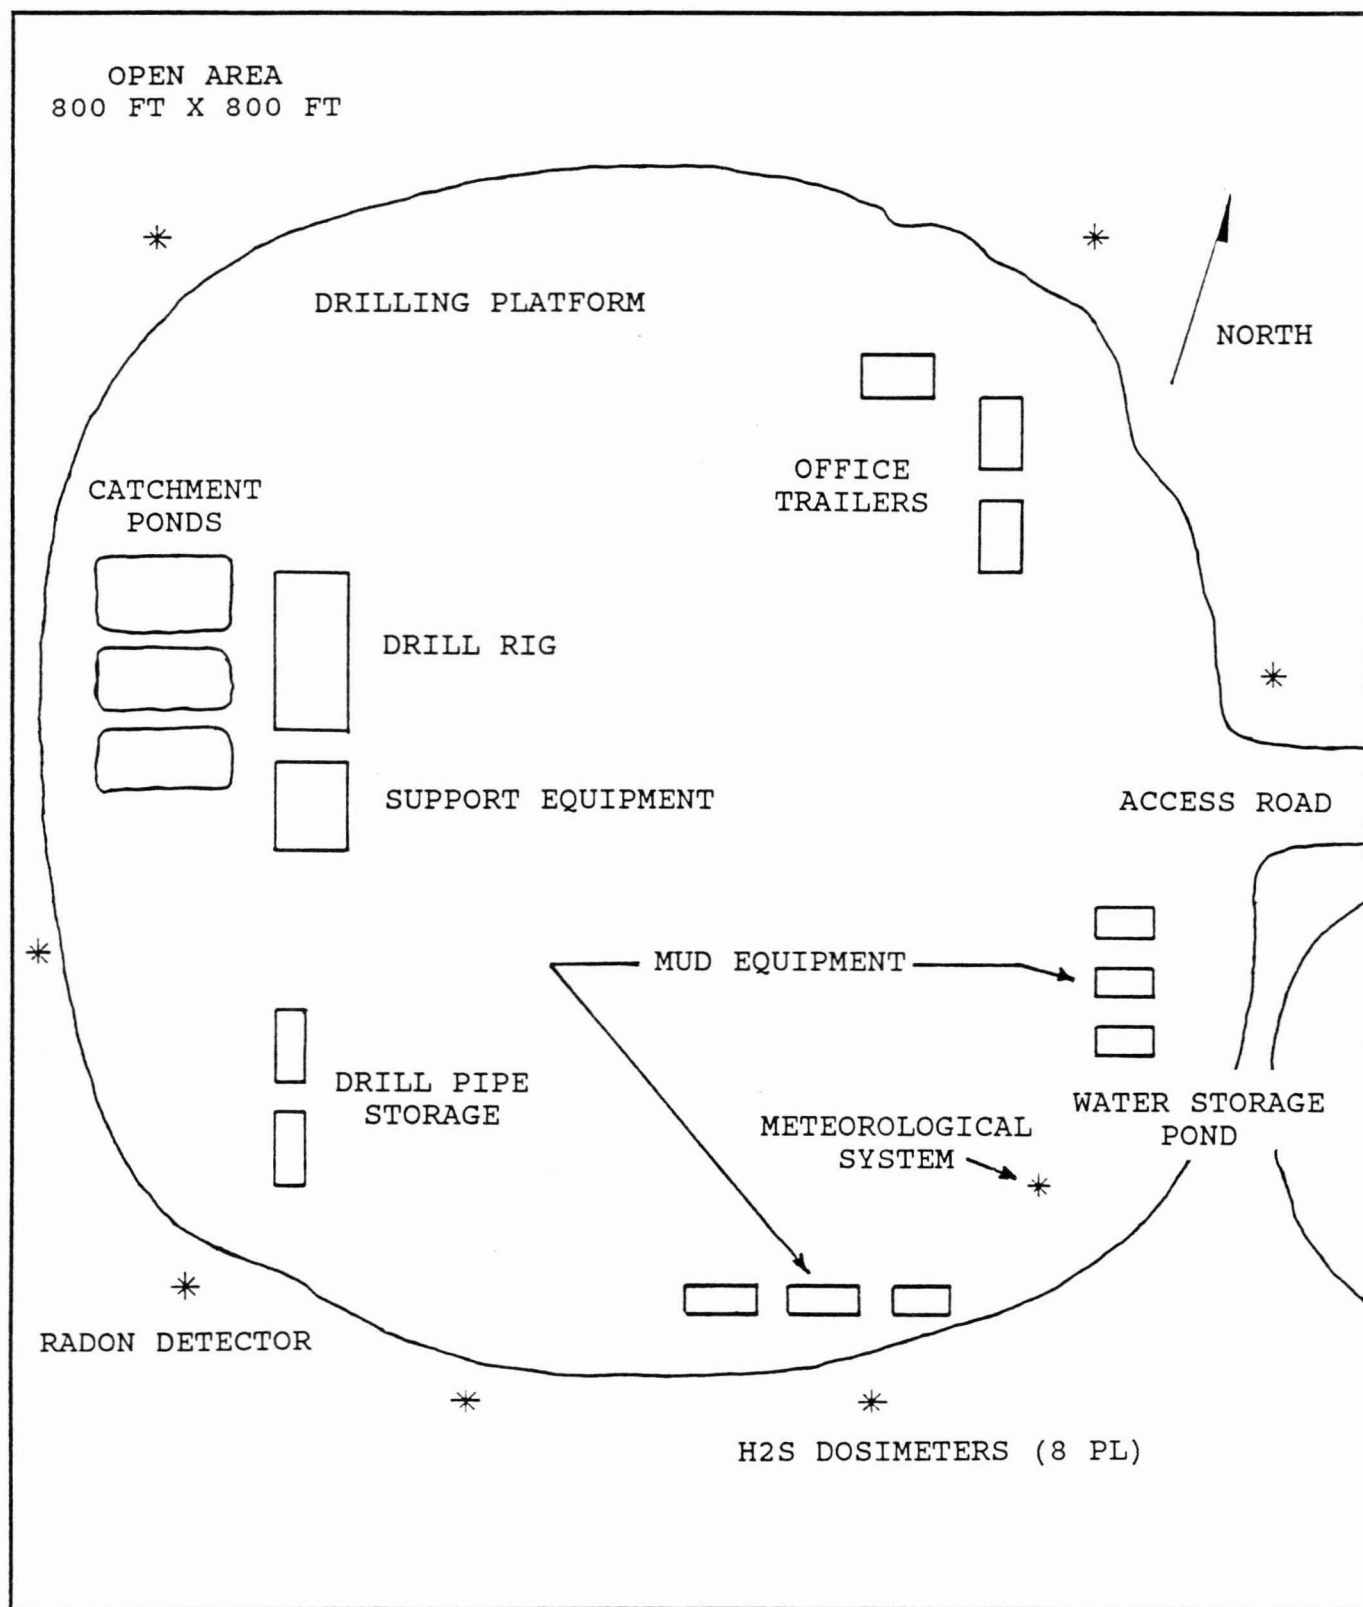 OPEN AREA
800 FT X 800 FT
DRILLING PLATFORM
NORTH
OFFICE
TRAILERS
CATCHMENT
PONDS
DRILL RIG
SUPPORT EQUIPMENT
ACCESS ROAD
MUD EQUIPMENT
DRILL PIPE
STORAGE
WATER STORAGE
POND
METEOROLOGICAL
SYSTEM
RADON DETECTOR
H2S DOSIMETERS (8 PL)